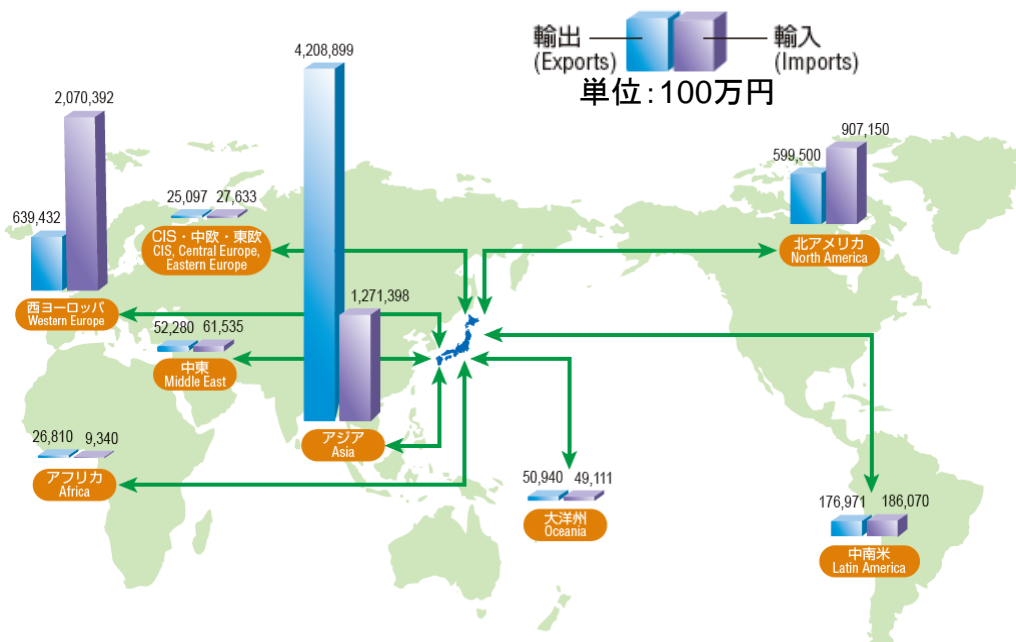 輸出
(Exports)
輸入
(Imports)
単位：100万円
4,208,899
1,271,398
アジア
Asia
2,070,392
639,432
西ヨーロッパ
Western Europe
25,097 27,633
CIS・中欧・東欧
CIS, Central Europe,
Eastern Europe
52,280 61,535
中東
Middle East
26,810 9,340
アフリカ
Africa
50,940 49,111
大洋州
Oceania
599,500
907,150
北アメリカ
North America
176,971 186,070
中南米
Latin America